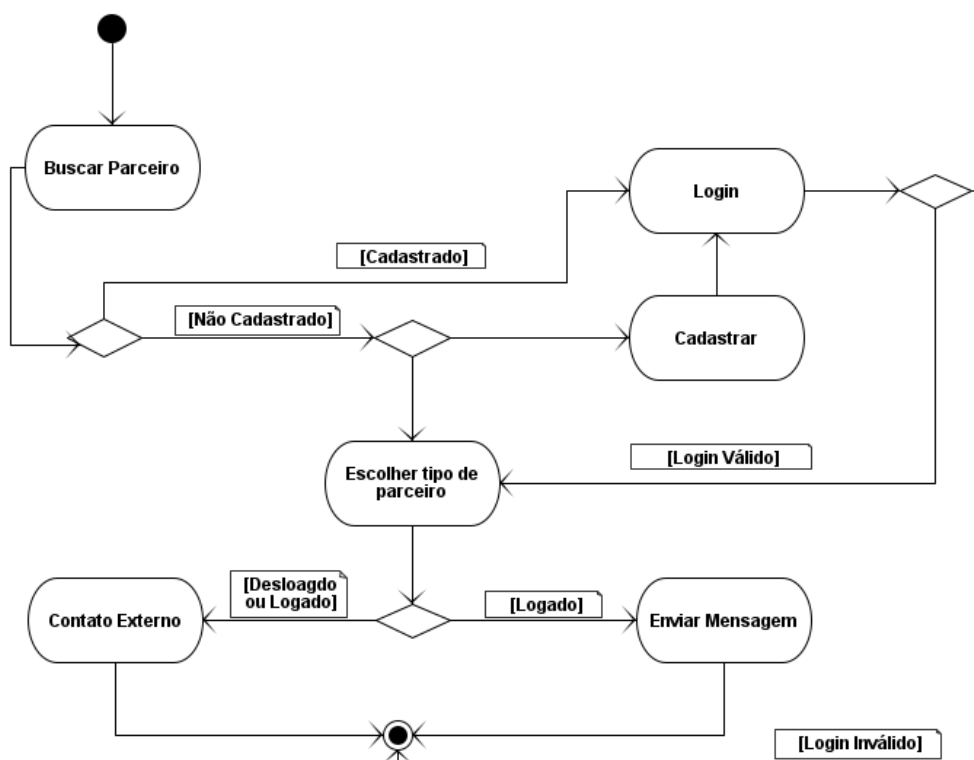 Buscar Parceiro
Login
[Cadastrado]
[Não Cadastrado]
Cadastrar
Escolher tipo de
parceiro
[Login Válido]
[Desloagdo
ou Logado]
[Logado]
Contato Externo
Enviar Mensagem
[Login Inválido]